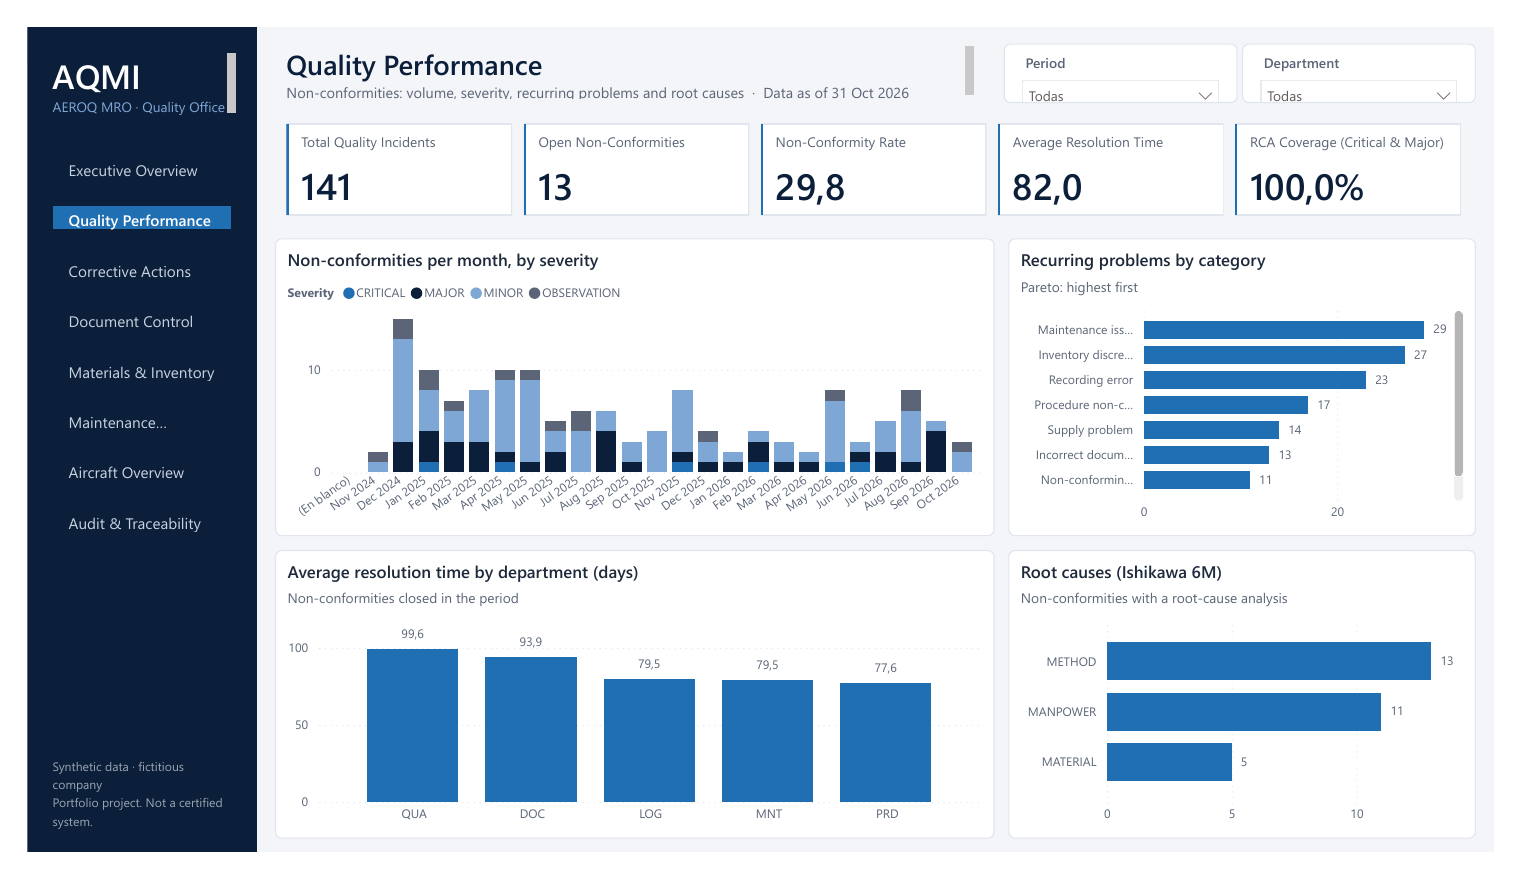 AQMI
AEROQ MRO · Quality Office
Executive Overview
Quality Performance
Corrective Actions
Document Control
Materials & Inventory
Maintenance...
Aircraft Overview
Audit & Traceability
Synthetic data · fictitious
company
Portfolio project. Not a certified
system.
Quality Performance
Non-conformities: volume, severity, recurring problems and root causes · Data as of 31 Oct 2026
Period
Todas
Department
Todas
Total Quality Incidents
141
Open Non-Conformities
13
Non-Conformity Rate
29,8
Average Resolution Time
82,0
RCA Coverage (Critical & Major)
100,0%
Non-conformities per month, by severity
Severity CRITICAL MAJOR MINOR OBSERVATION
10
0
(En blanco) Nov 2024 Dec 2024 Jan 2025 Feb 2025 Mar 2025 Apr 2025 May 2025 Jun 2025 Jul 2025 Aug 2025 Sep 2025 Oct 2025 Nov 2025 Dec 2025 Jan 2026 Feb 2026 Mar 2026 Apr 2026 May 2026 Jun 2026 Jul 2026 Aug 2026 Sep 2026 Oct 2026
Recurring problems by category
Pareto: highest first
Maintenance iss... 29
Inventory discre... 27
Recording error 23
Procedure non-c... 17
Supply problem 14
Incorrect docum... 13
Non-conformin... 11
0 20
Average resolution time by department (days)
Non-conformities closed in the period
100
50
0
99,6 93,9 79,5 79,5 77,6
QUA DOC LOG MNT PRD
Root causes (Ishikawa 6M)
Non-conformities with a root-cause analysis
METHOD 13
MANPOWER 11
MATERIAL 5
0 5 10